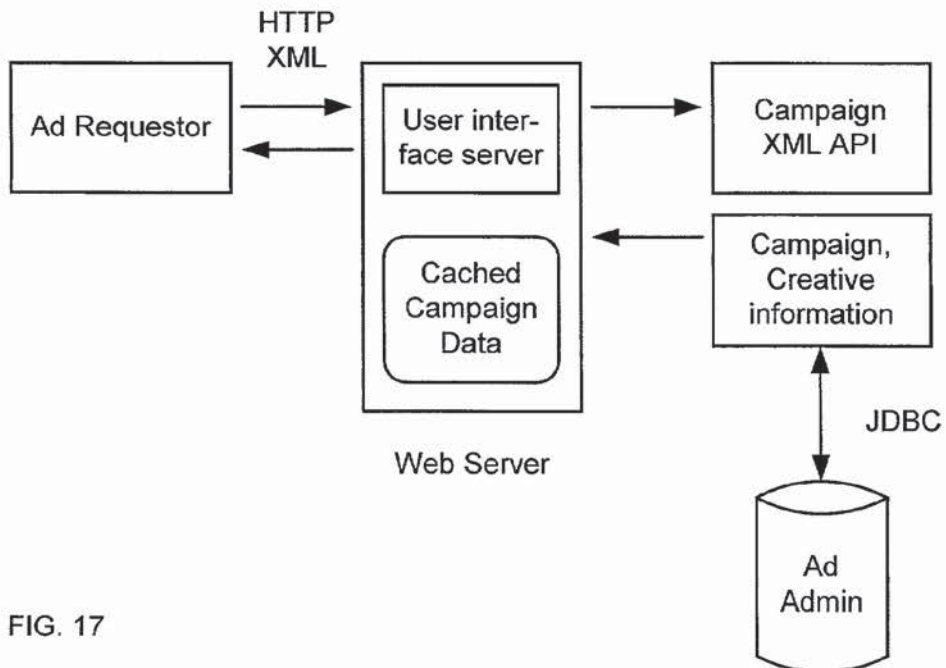 HTTP
XML
Ad Requestor
User inter-
face server
Campaign
XML API
Cached
Campaign
Data
Campaign,
Creative
information
JDBC
Web Server
Ad
Admin
FIG. 17